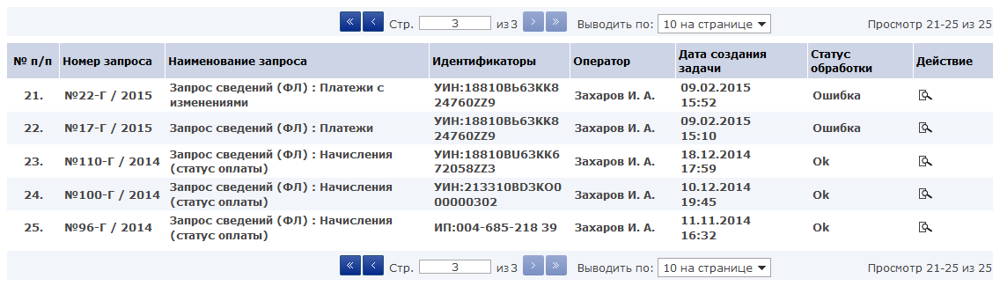 Стр. 3 из 3 Выводить по: 10 на странице Просмотр 21-25 из 25
№ п/п Номер запроса Наименование запроса Идентификаторы Оператор Дата создания задачи Статус обработки Действие
21. №22-Г / 2015 Запрос сведений (ФЛ) : Платежи с изменениями УИН:18810ВЬ63КК824760ZZ9 Захаров И. А. 09.02.2015 15:52 Ошибка
22. №17-Г / 2015 Запрос сведений (ФЛ) : Платежи УИН:18810ВЬ63КК824760ZZ9 Захаров И. А. 09.02.2015 15:10 Ошибка
23. №110-Г / 2014 Запрос сведений (ФЛ) : Начисления (статус оплаты) УИН:18810BU63KK672058ZZ3 Захаров И. А. 18.12.2014 17:59 Ok
24. №100-Г / 2014 Запрос сведений (ФЛ) : Начисления (статус оплаты) УИН:213310BD3KO000000302 Захаров И. А. 10.12.2014 19:45 Ok
25. №96-Г / 2014 Запрос сведений (ФЛ) : Начисления (статус оплаты) ИП:004-685-218 39 Захаров И. А. 11.11.2014 16:32 Ok
Стр. 3 из 3 Выводить по: 10 на странице Просмотр 21-25 из 25